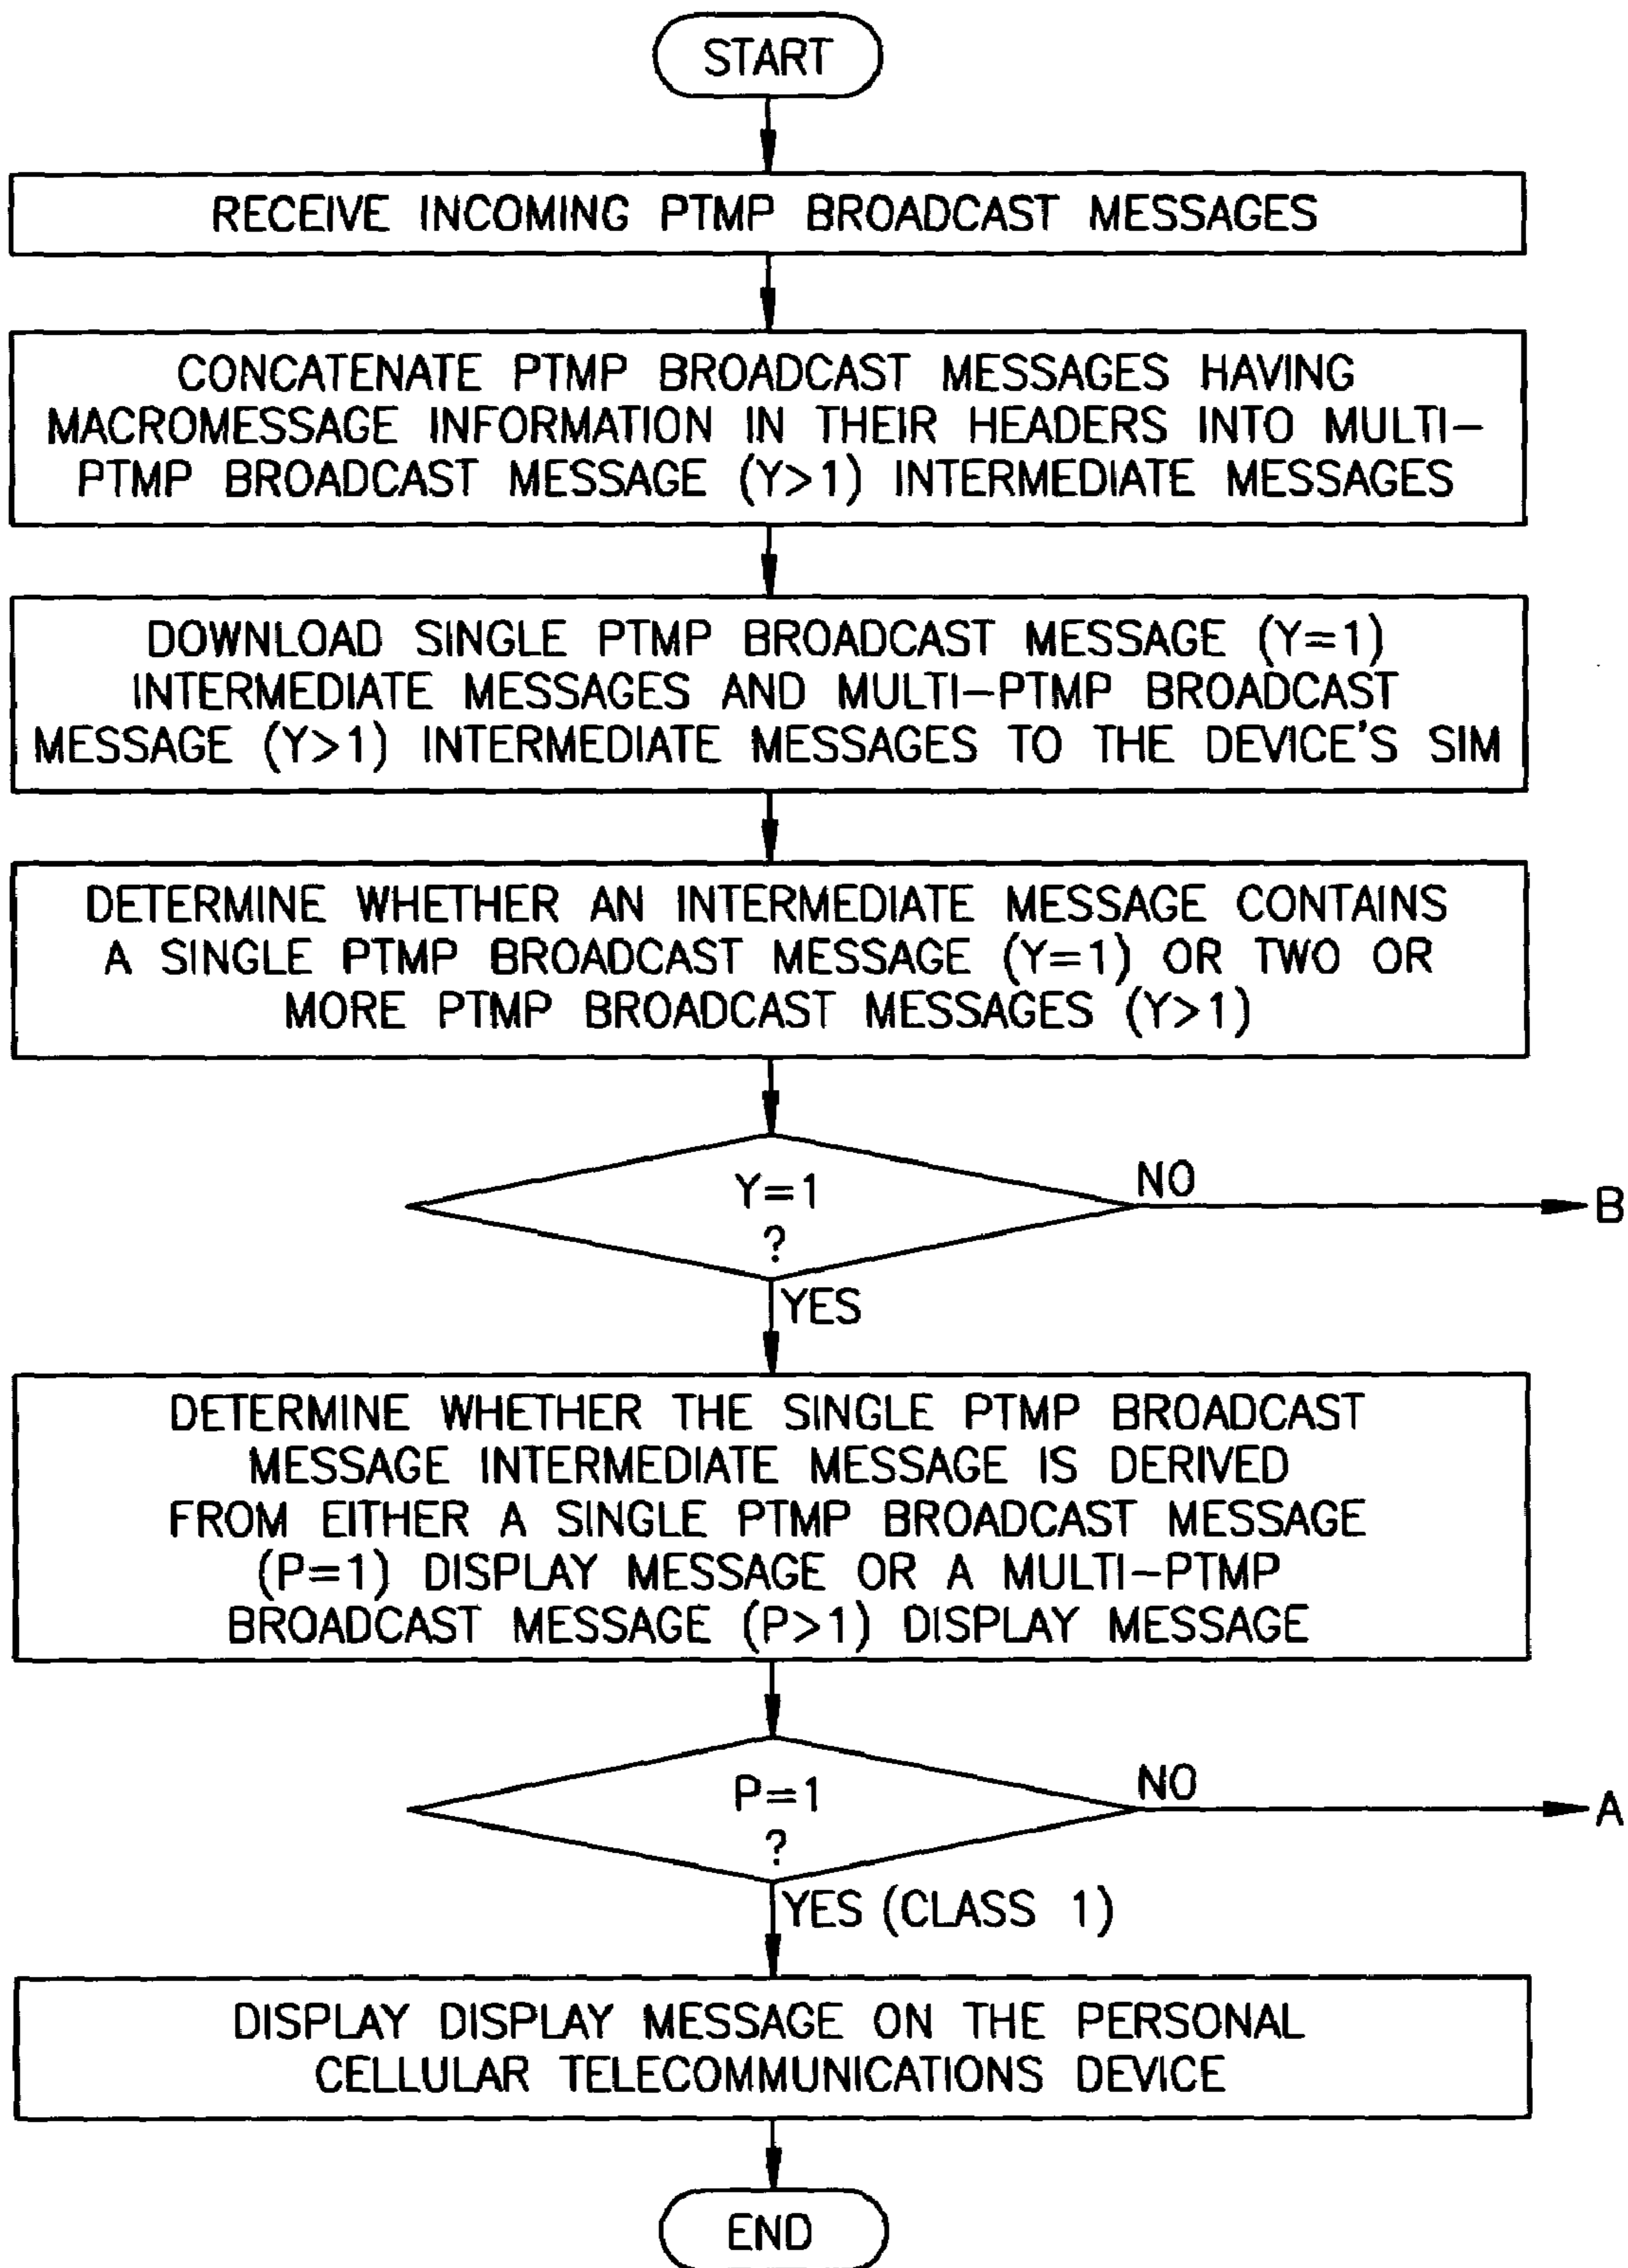 START
RECEIVE INCOMING PTMP BROADCAST MESSAGES
CONCATENATE PTMP BROADCAST MESSAGES HAVING
MACROMESSAGE INFORMATION IN THEIR HEADERS INTO MULTI-
PTMP BROADCAST MESSAGE (Y>1) INTERMEDIATE MESSAGES
DOWNLOAD SINGLE PTMP BROADCAST MESSAGE (Y=1)
INTERMEDIATE MESSAGES AND MULTI-PTMP BROADCAST
MESSAGE (Y>1) INTERMEDIATE MESSAGES TO THE DEVICE'S SIM
DETERMINE WHETHER AN INTERMEDIATE MESSAGE CONTAINS
A SINGLE PTMP BROADCAST MESSAGE (Y=1) OR TWO OR
MORE PTMP BROADCAST MESSAGES (Y>1)
Y=1
?
NO
B
YES
DETERMINE WHETHER THE SINGLE PTMP BROADCAST
MESSAGE INTERMEDIATE MESSAGE IS DERIVED
FROM EITHER A SINGLE PTMP BROADCAST MESSAGE
(P=1) DISPLAY MESSAGE OR A MULTI-PTMP
BROADCAST MESSAGE (P>1) DISPLAY MESSAGE
P=1
?
NO
A
YES (CLASS 1)
DISPLAY DISPLAY MESSAGE ON THE PERSONAL
CELLULAR TELECOMMUNICATIONS DEVICE
END